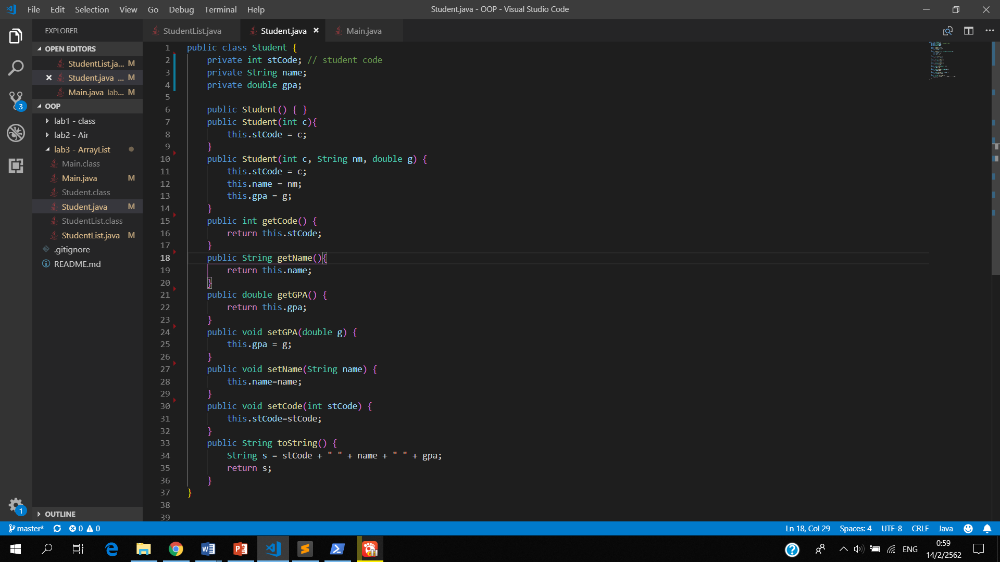 File Edit Selection View Go Debug Terminal Help
Student.java - OOP - Visual Studio Code
EXPLORER
OPEN EDITORS
StudentList.ja... M
Student.java ... M
Main.java lab... M
OOP
lab1 - class
lab2 - Air
lab3 - ArrayList
Main.class
Main.java M
Student.class
Student.java M
StudentList.class
StudentList.java M
.gitignore
README.md
OUTLINE
3
1
StudentList.java Student.java Main.java
1 public class Student {
2 private int stCode; // student code
3 private String name;
4 private double gpa;
5
6 public Student() { }
7 public Student(int c){
8 this.stCode = c;
9 }
10 public Student(int c, String nm, double g) {
11 this.stCode = c;
12 this.name = nm;
13 this.gpa = g;
14 }
15 public int getCode() {
16 return this.stCode;
17 }
18 public String getName(){
19 return this.name;
20 }
21 public double getGPA() {
22 return this.gpa;
23 }
24 public void setGPA(double g) {
25 this.gpa = g;
26 }
27 public void setName(String name) {
28 this.name=name;
29 }
30 public void setCode(int stCode) {
31 this.stCode=stCode;
32 }
33 public String toString() {
34 String s = stCode + " " + name + " " + gpa;
35 return s;
36 }
37 }
38
39
master* 0 0
Ln 18, Col 29 Spaces: 4 UTF-8 CRLF Java
ENG
0:59
14/2/2562